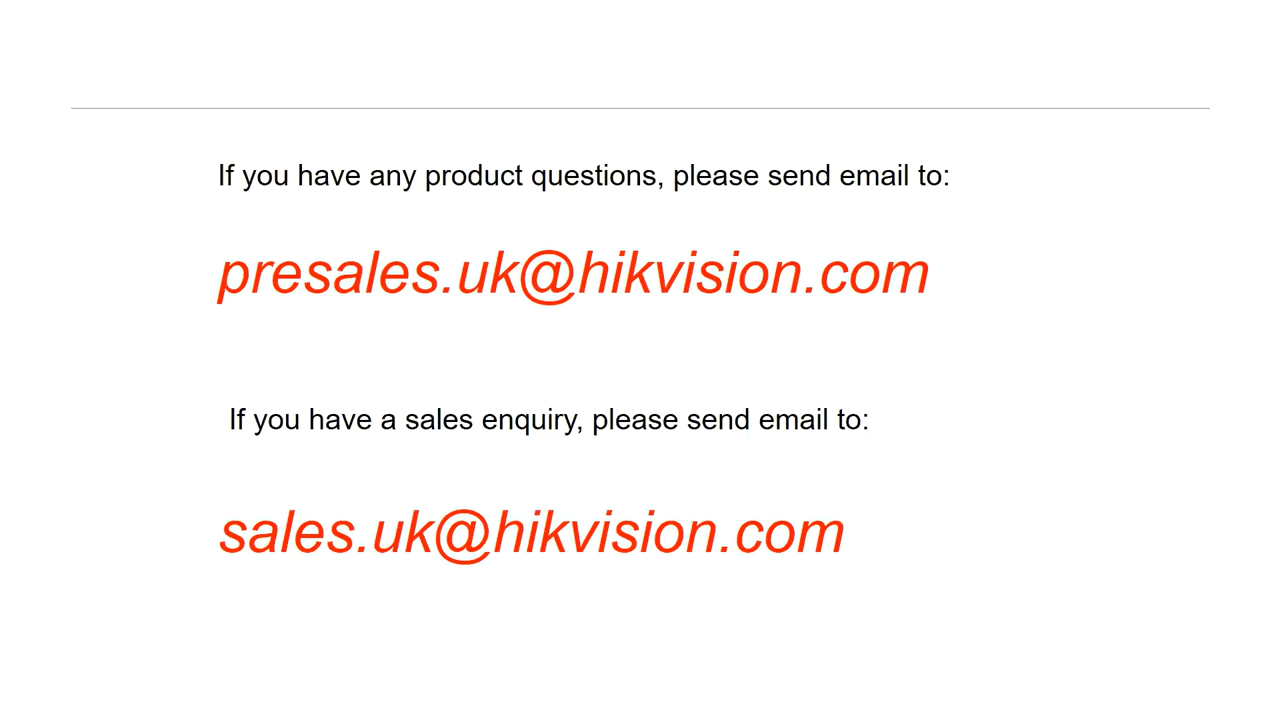 If you have any product questions, please send email to:
presales.uk@hikvision.com
If you have a sales enquiry, please send email to:
sales.uk@hikvision.com